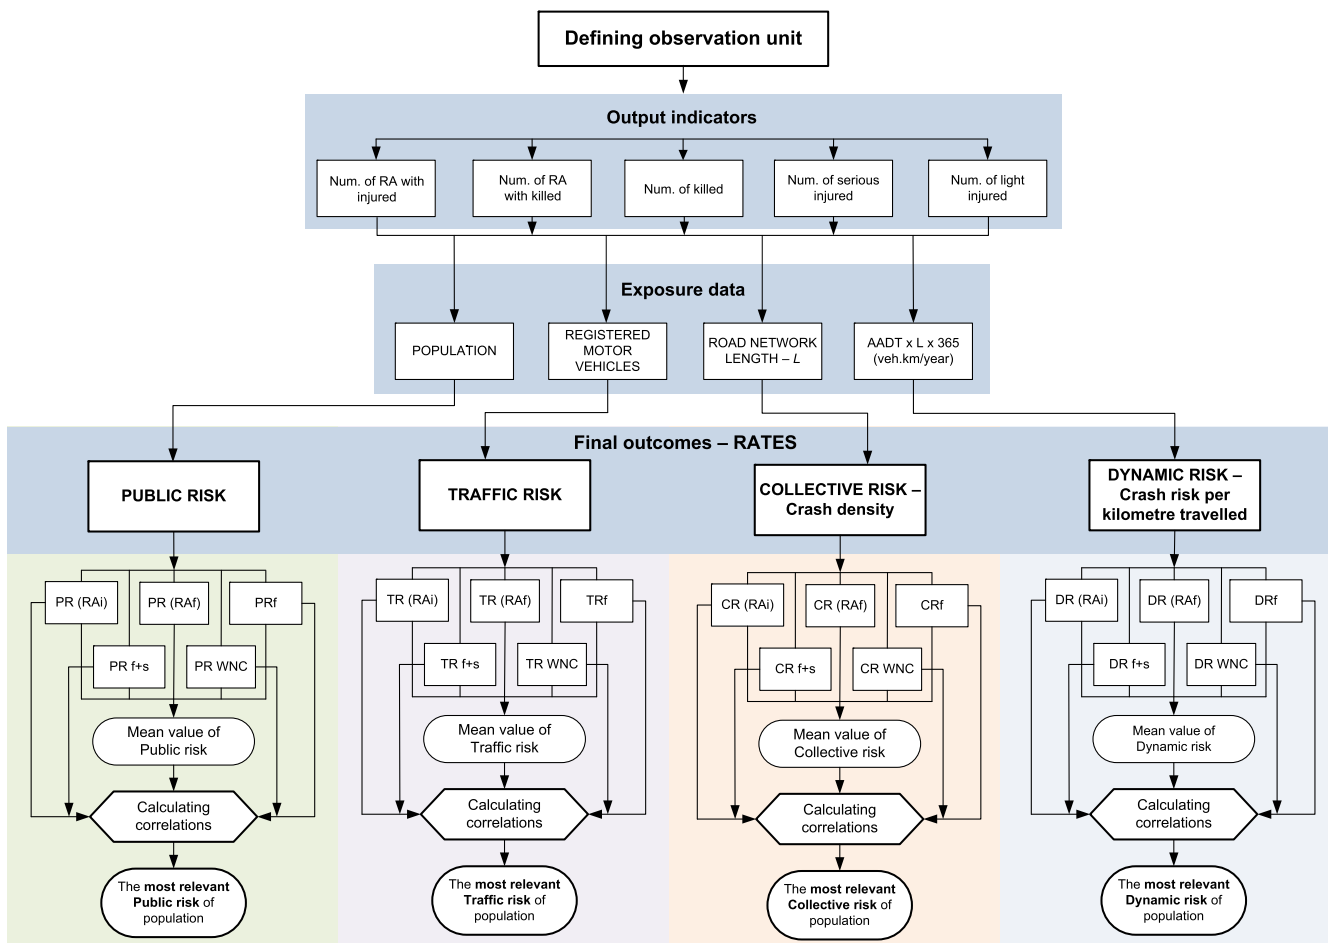 Defining observation unit
Output indicators
Num. of RA with
injured
Num. of RA
with killed
Num. of killed
Num. of serious
injured
Num. of light
injured
Exposure data
POPULATION
REGISTERED
MOTOR
VEHICLES
ROAD NETWORK
LENGTH – L
AADT x L x 365
(veh.km/year)
Final outcomes – RATES
PUBLIC RISK
TRAFFIC RISK
COLLECTIVE RISK –
Crash density
DYNAMIC RISK –
Crash risk per
kilometre travelled
PR (RAi)
PR (RAf)
PRf
PR f+s
PR WNC
Mean value of
Public risk
Calculating
correlations
The most relevant
Public risk of
population
TR (RAi)
TR (RAf)
TRf
TR f+s
TR WNC
Mean value of
Traffic risk
Calculating
correlations
The most relevant
Traffic risk of
population
CR (RAi)
CR (RAf)
CRf
CR f+s
CR WNC
Mean value of
Collective risk
Calculating
correlations
The most relevant
Collective risk of
population
DR (RAi)
DR (RAf)
DRf
DR f+s
DR WNC
Mean value of
Dynamic risk
Calculating
correlations
The most relevant
Dynamic risk of
population